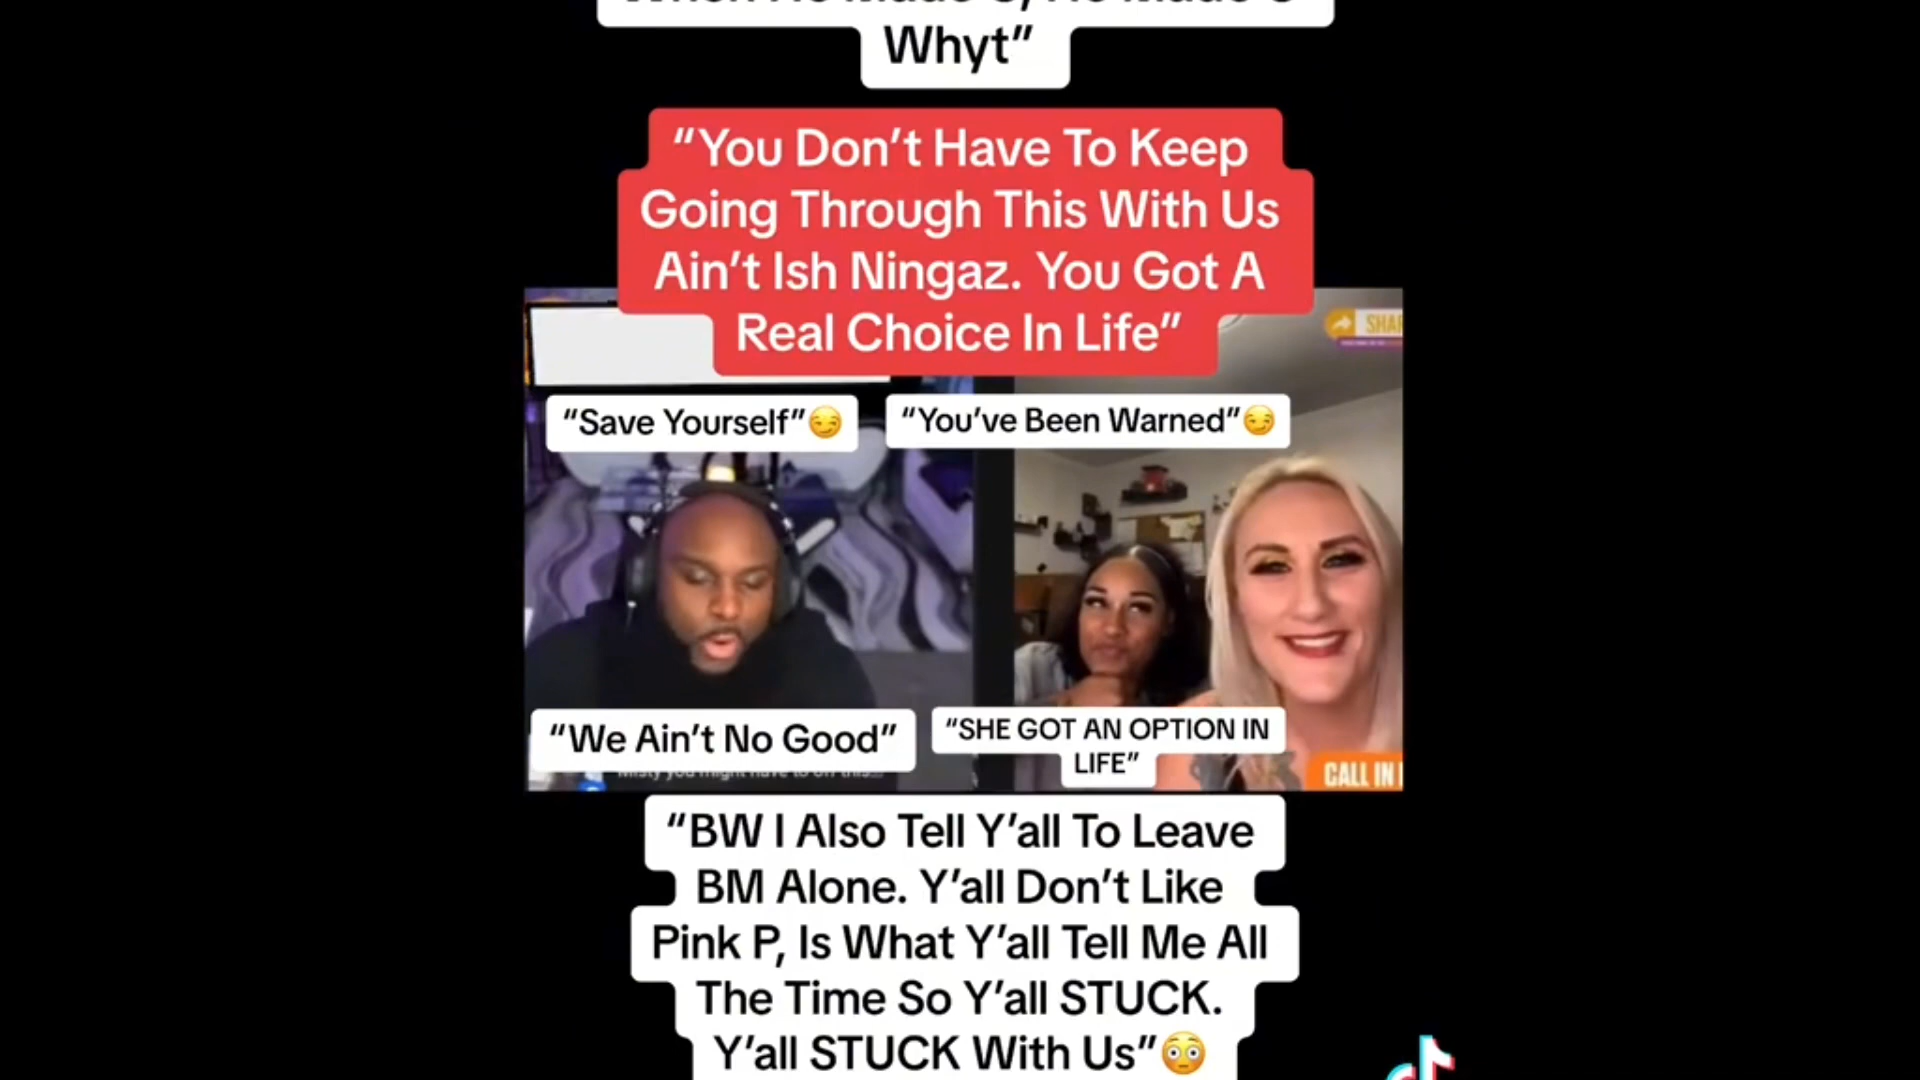 Whyt”
“You Don’t Have To Keep
Going Through This With Us
Ain’t Ish Ningaz. You Got A
Real Choice In Life”
SHAR
“Save Yourself”😏
“You’ve Been Warned”😏
“We Ain’t No Good”
“SHE GOT AN OPTION IN
LIFE”
CALL IN
“BW I Also Tell Y’all To Leave
BM Alone. Y’all Don’t Like
Pink P, Is What Y’all Tell Me All
The Time So Y’all STUCK.
Y’all STUCK With Us”😳